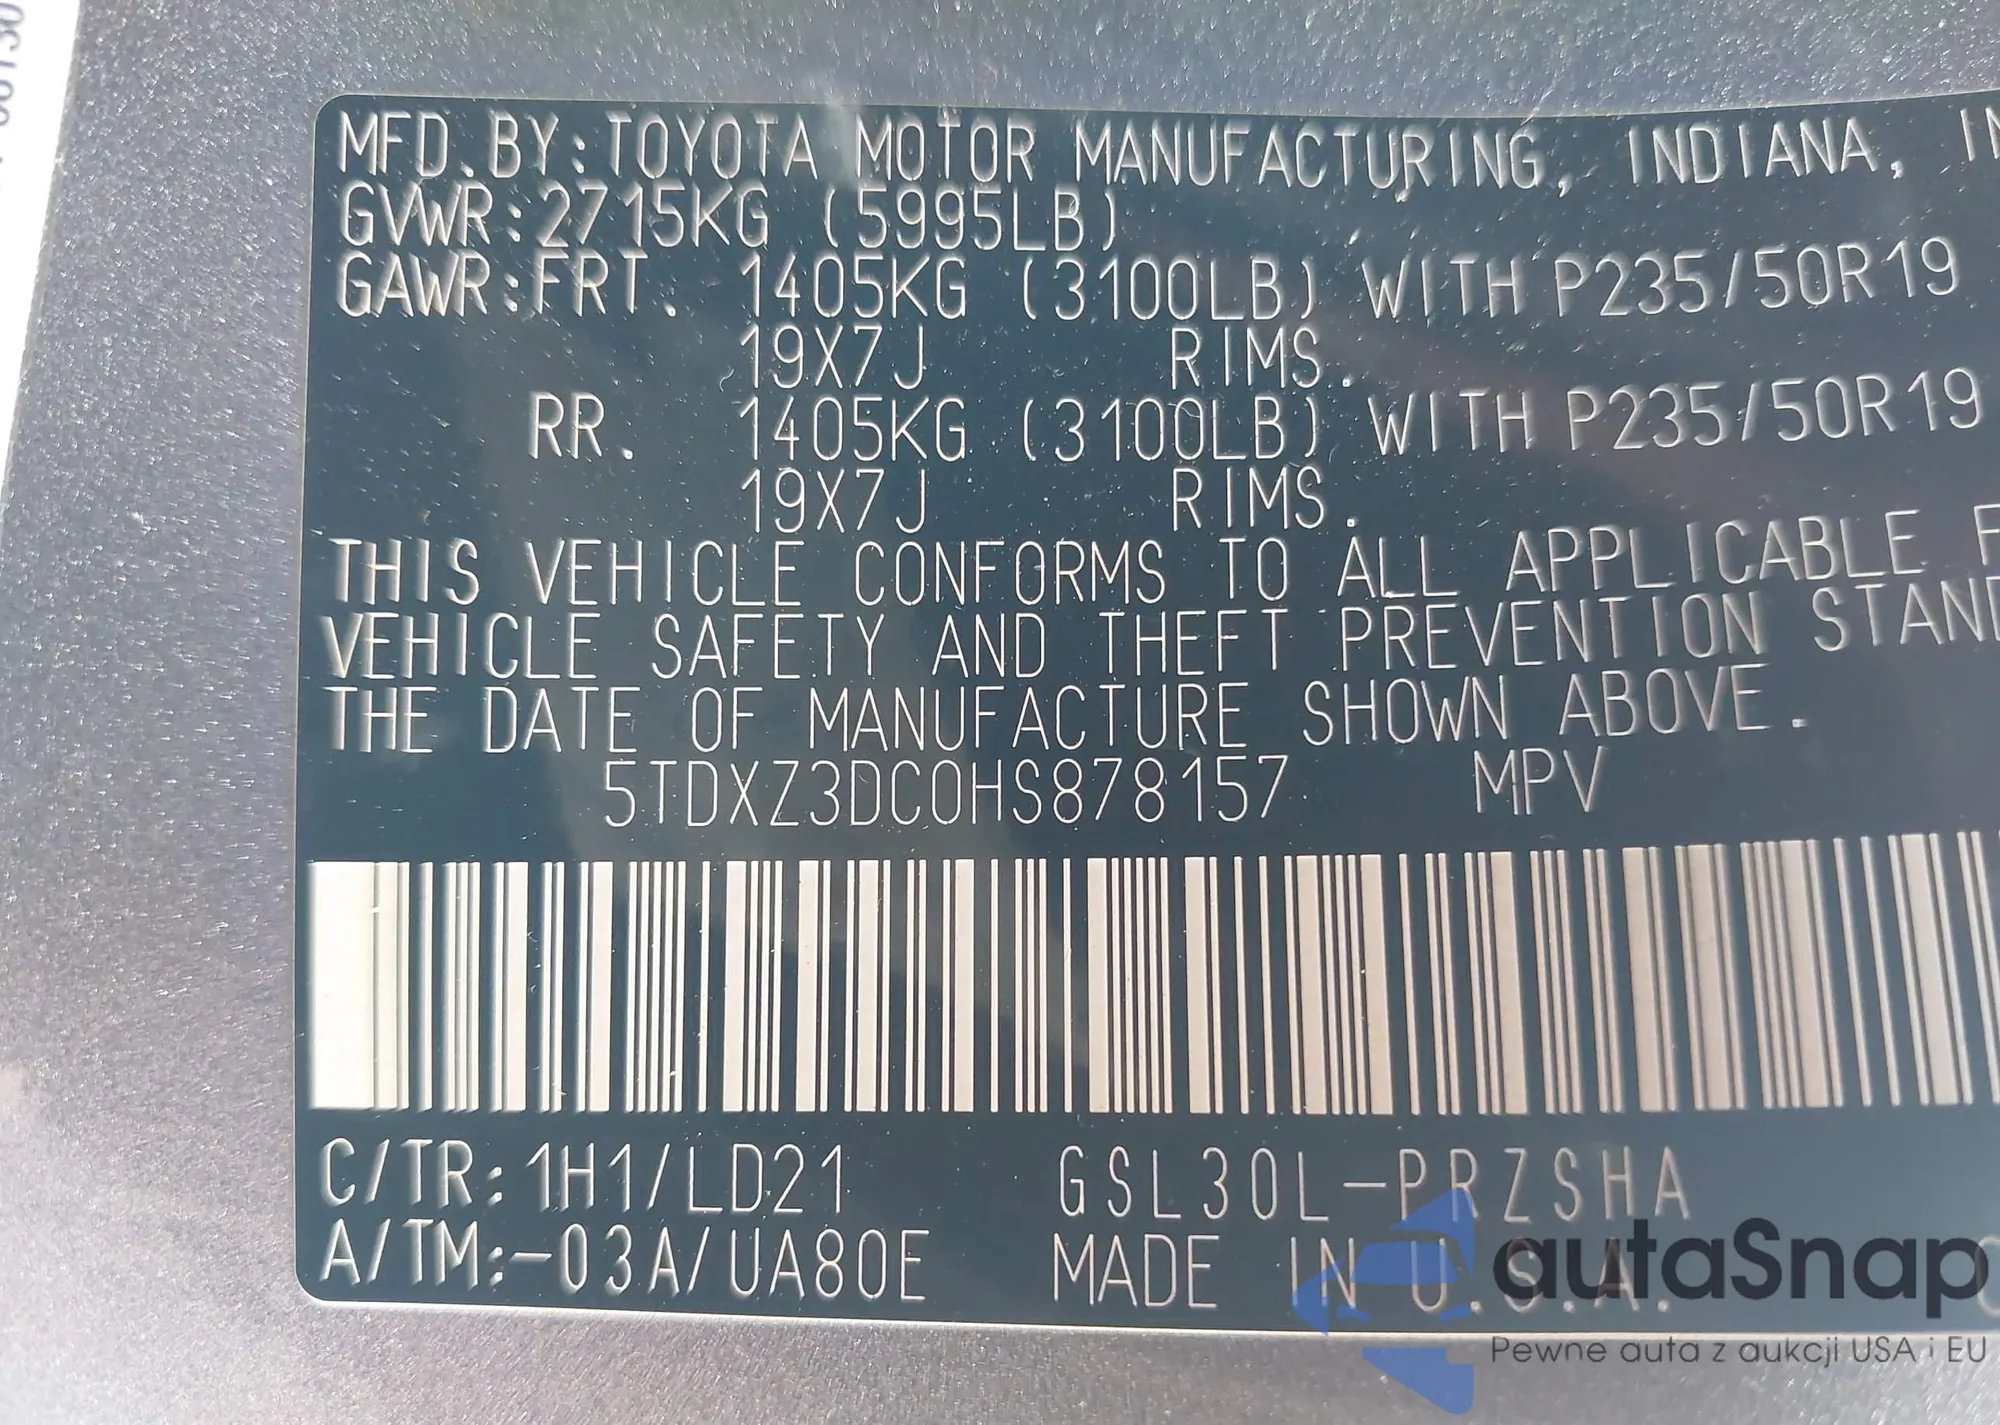 MFD.BY:TOYOTA MOTOR MANUFACTURING, INDIANA,
GVWR:2715KG (5995LB)
GAWR:FRT. 1405KG (3100LB) WITH P235/50R19
19X7J RIMS.
RR. 1405KG (3100LB) WITH P235/50R19
19X7J RIMS.
THIS VEHICLE CONFORMS TO ALL APPLICABLE
VEHICLE SAFETY AND THEFT PREVENTION
THE DATE OF MANUFACTURE SHOWN ABOVE.
5TDXZ3DC0HS878157 MPV
C/TR:1H1/LD21 GSL30L-PRZSHA
A/TM:-03A/UA80E MADE IN U.S.A.
autaSnap
Pewne auta z aukcji USA i EU